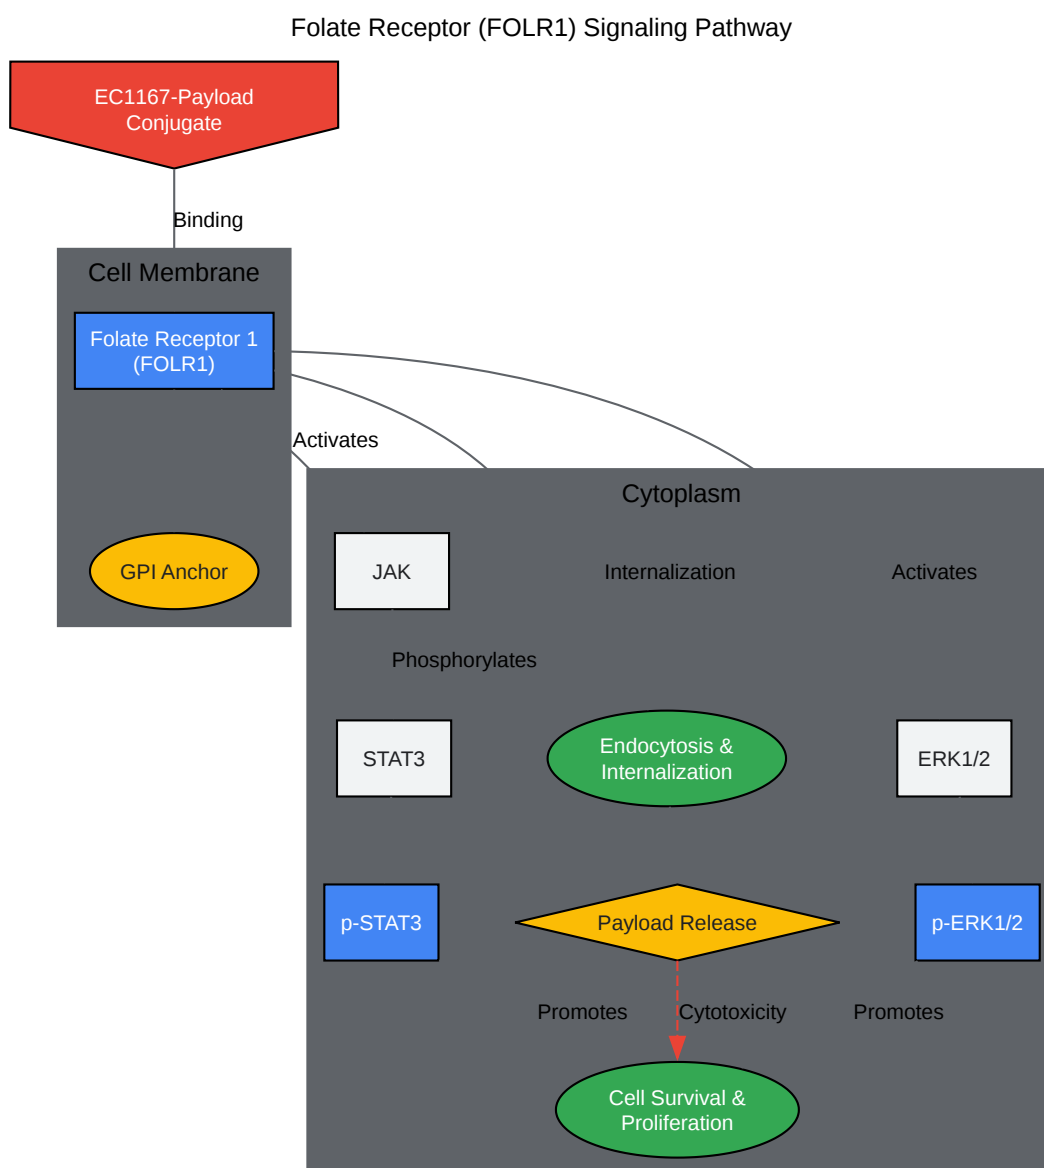 Folate Receptor (FOLR1) Signaling Pathway
EC1167-Payload
Conjugate
Binding
Cell Membrane
Folate Receptor 1
(FOLR1)
Activates
Cytoplasm
GPI Anchor
JAK
Internalization
Activates
Phosphorylates
STAT3
Endocytosis &
Internalization
ERK1/2
p-STAT3
Payload Release
p-ERK1/2
Promotes
Cytotoxicity
Promotes
Cell Survival &
Proliferation